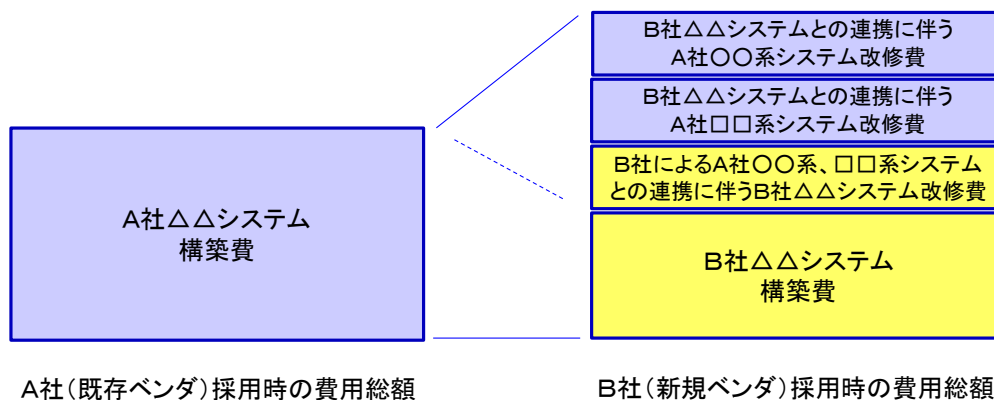 B社△△システムとの連携に伴う
A社〇〇系システム改修費
B社△△システムとの連携に伴う
A社□□系システム改修費
B社によるA社〇〇系、□□系システム
との連携に伴うB社△△システム改修費
A社△△システム
構築費
B社△△システム
構築費
A社(既存ベンダ)採用時の費用総額
B社(新規ベンダ)採用時の費用総額